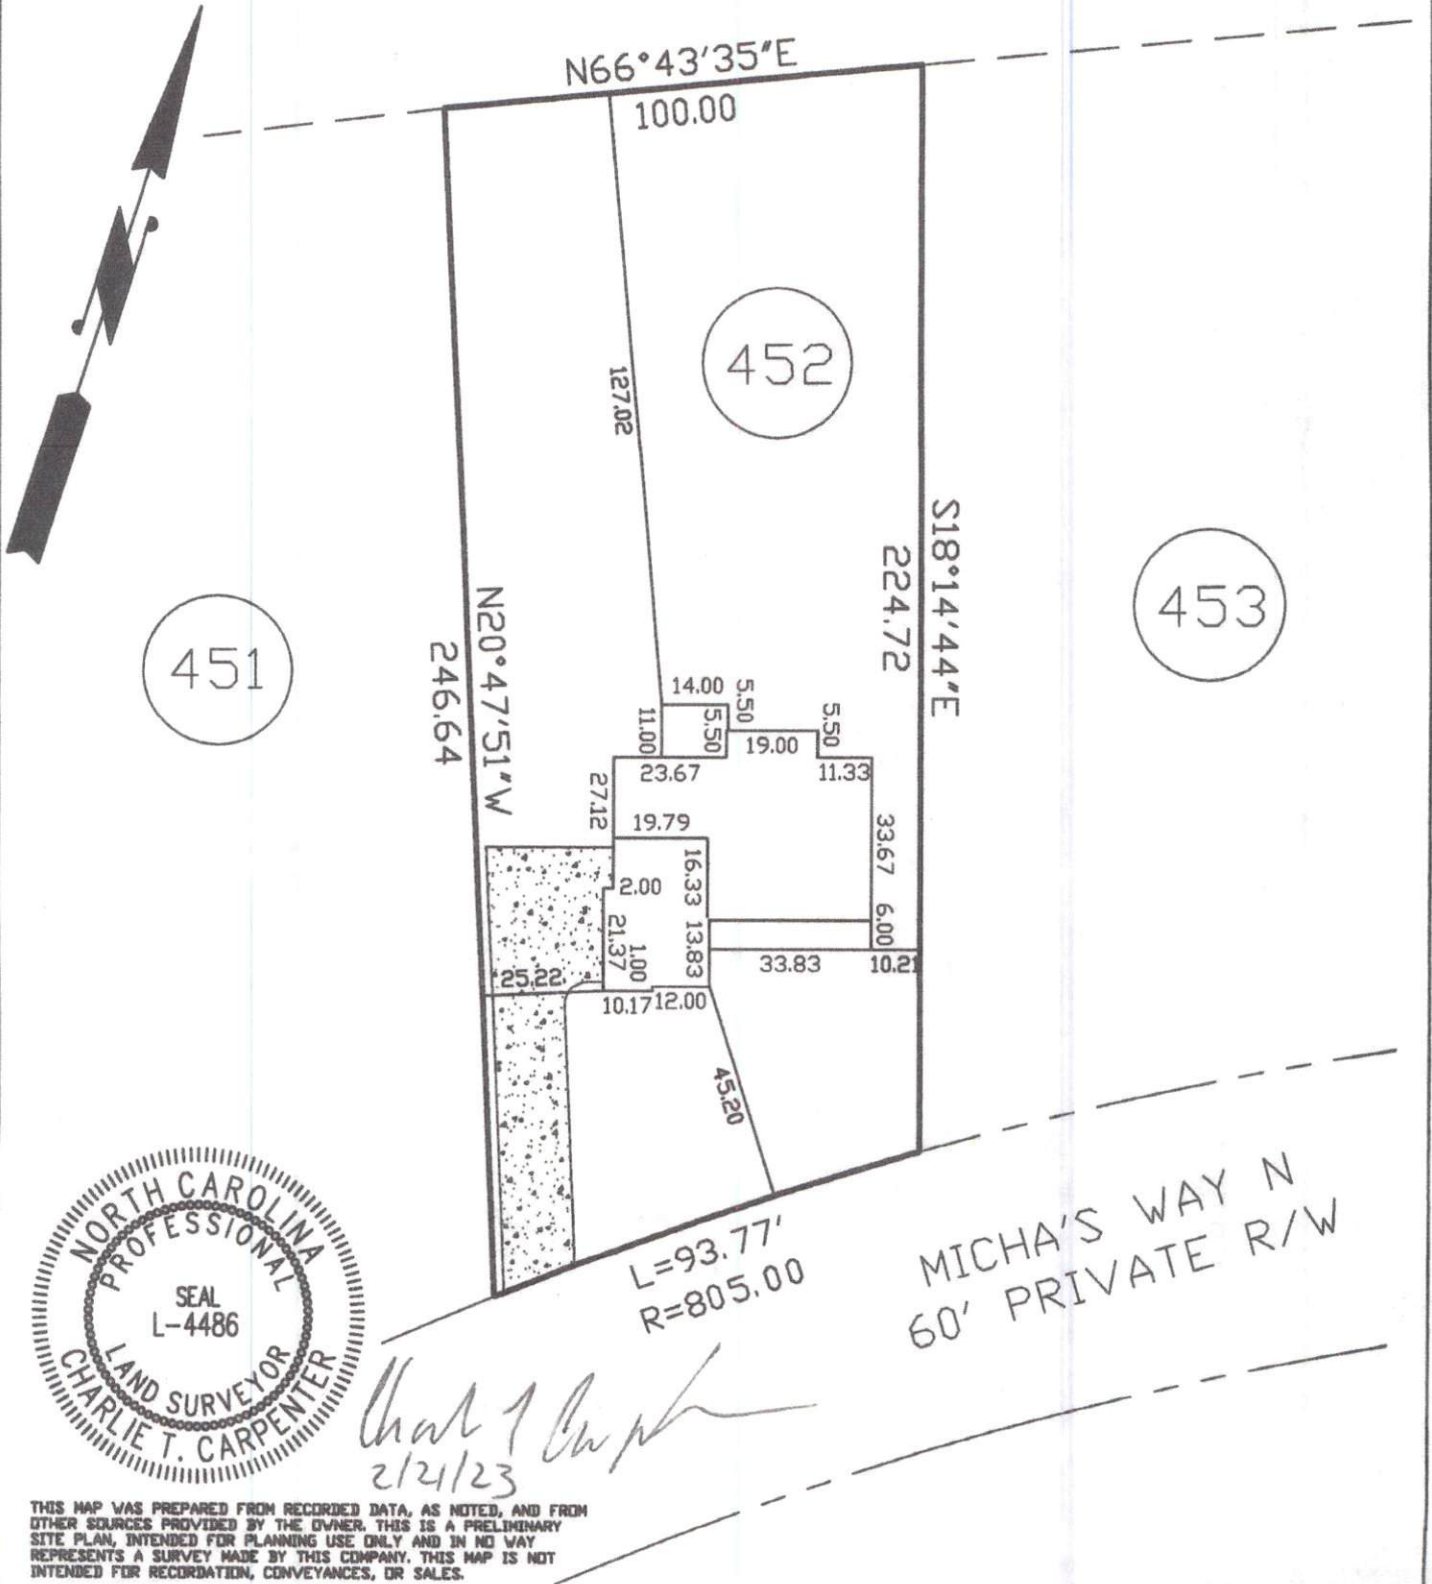 N66°43'35"E
100.00
127.02
452
S18°14'44"E
224.72
453
451
N20°47'51"W
246.64
14.00
5.50
5.50
5.50
11.00
19.00
23.67
11.33
27.12
19.79
33.67
16.33
2.00
6.00
21.37
1.00
13.83
33.83
10.21
25.22
10.17
12.00
45.20
L=93.77'
R=805.00
MICHA'S WAY N
60' PRIVATE R/W
NORTH CAROLINA
PROFESSIONAL
SEAL
L-4486
LAND SURVEYOR
CHARLIE T. CARPENTER
2/21/23
THIS MAP WAS PREPARED FROM RECORDED DATA, AS NOTED, AND FROM
OTHER SOURCES PROVIDED BY THE OWNER. THIS IS A PRELIMINARY
SITE PLAN, INTENDED FOR PLANNING USE ONLY AND IN NO WAY
REPRESENTS A SURVEY MADE BY THIS COMPANY. THIS MAP IS NOT
INTENDED FOR RECORDATION, CONVEYANCES, OR SALES.